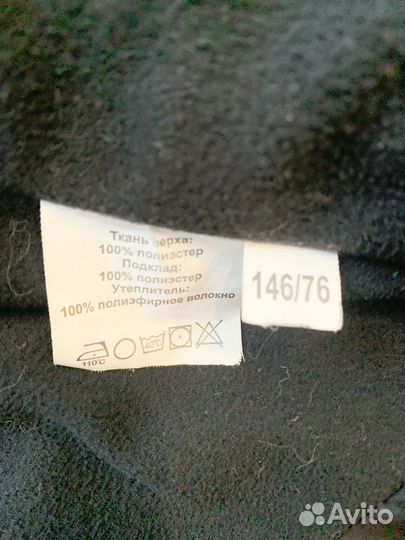 Ткань верха:
100% полиэстер
Подклад:
100% полиэстер
Утеплитель:
100% полиэфирное волокно
146/76
110°C
40°C
Avito